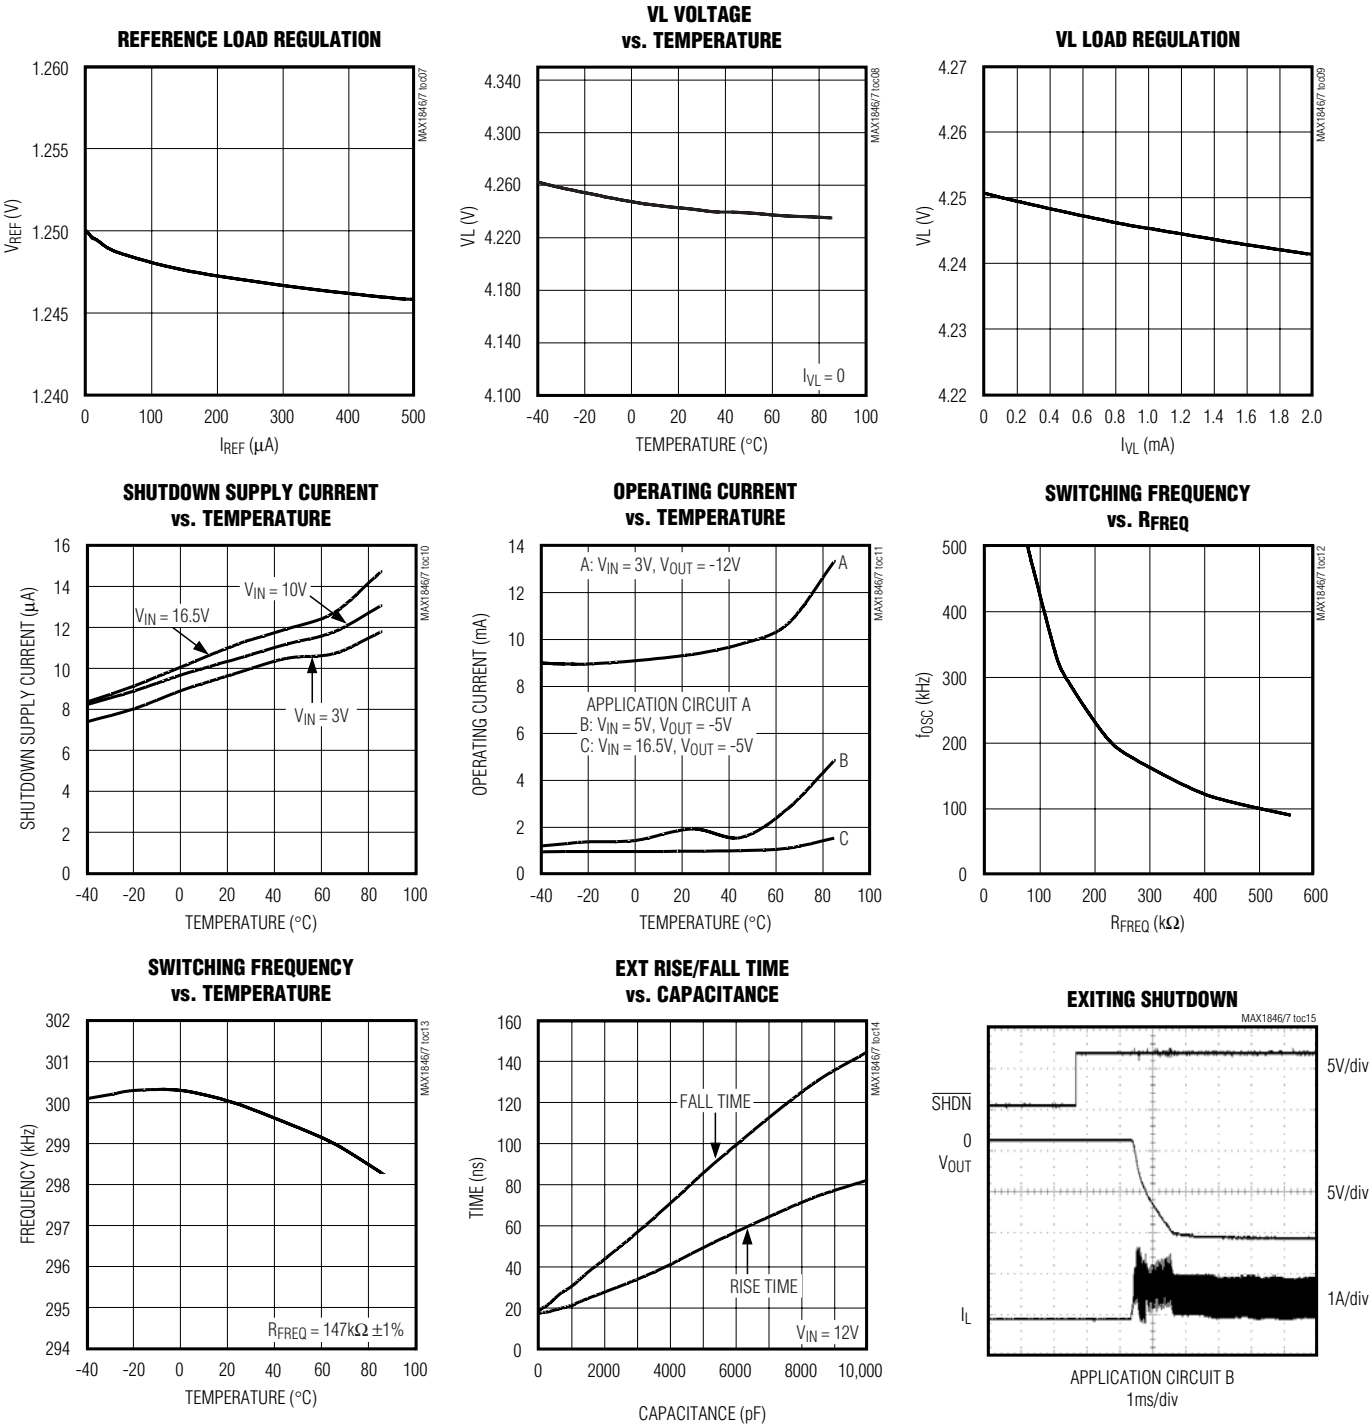 REFERENCE LOAD REGULATION
MAX1846/7 toc07
1.260
1.255
1.250
1.245
1.240
VREF (V)
0 100 200 300 400 500
IREF (µA)
VL VOLTAGE
vs. TEMPERATURE
MAX1846/7 toc08
4.340
4.300
4.260
4.220
4.180
4.140
4.100
VL (V)
IVL = 0
-40 -20 0 20 40 60 80 100
TEMPERATURE (°C)
VL LOAD REGULATION
MAX1846/7 toc09
4.27
4.26
4.25
4.24
4.23
4.22
VL (V)
0 0.2 0.4 0.6 0.8 1.0 1.2 1.4 1.6 1.8 2.0
IVL (mA)
SHUTDOWN SUPPLY CURRENT
vs. TEMPERATURE
MAX1846/7 toc10
16
14
12
10
8
6
4
2
0
SHUTDOWN SUPPLY CURRENT (µA)
VIN = 10V
VIN = 16.5V
VIN = 3V
-40 -20 0 20 40 60 80 100
TEMPERATURE (°C)
OPERATING CURRENT
vs. TEMPERATURE
MAX1846/7 toc11
14
12
10
8
6
4
2
0
OPERATING CURRENT (mA)
A: VIN = 3V, VOUT = -12V
A
APPLICATION CIRCUIT A
B: VIN = 5V, VOUT = -5V
C: VIN = 16.5V, VOUT = -5V
B
C
-40 -20 0 20 40 60 80 100
TEMPERATURE (°C)
SWITCHING FREQUENCY
vs. RFREQ
MAX1846/7 toc12
500
400
300
200
100
0
fOSC (kHz)
0 100 200 300 400 500 600
RFREQ (kΩ)
SWITCHING FREQUENCY
vs. TEMPERATURE
MAX1846/7 toc13
302
301
300
299
298
297
296
295
294
FREQUENCY (kHz)
RFREQ = 147kΩ ±1%
-40 -20 0 20 40 60 80 100
TEMPERATURE (°C)
EXT RISE/FALL TIME
vs. CAPACITANCE
MAX1846/7 toc14
160
140
120
100
80
60
40
20
0
TIME (ns)
FALL TIME
RISE TIME
VIN = 12V
0 2000 4000 6000 8000 10,000
CAPACITANCE (pF)
EXITING SHUTDOWN
MAX1846/7 toc15
5V/div
SHDN
0
VOUT
5V/div
1A/div
IL
APPLICATION CIRCUIT B
1ms/div